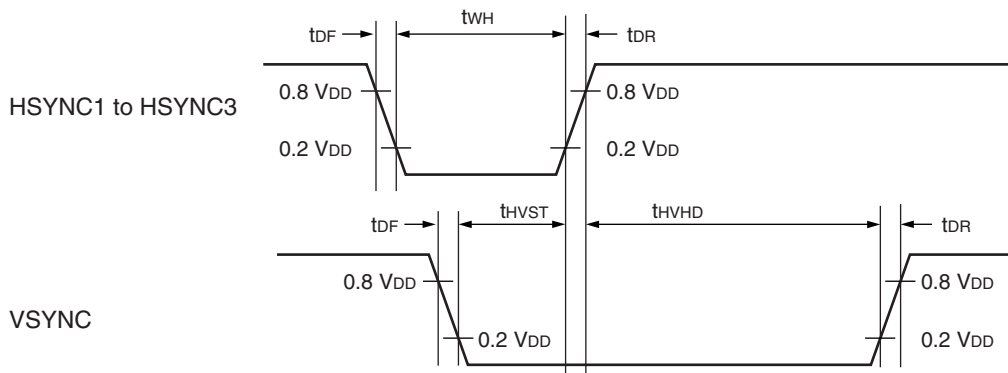 tWH
tDF
tDR
0.8 VDD
0.8 VDD
HSYNC1 to HSYNC3
0.2 VDD
0.2 VDD
tDF
tHVST
tHVHD
tDR
0.8 VDD
0.8 VDD
VSYNC
0.2 VDD
0.2 VDD